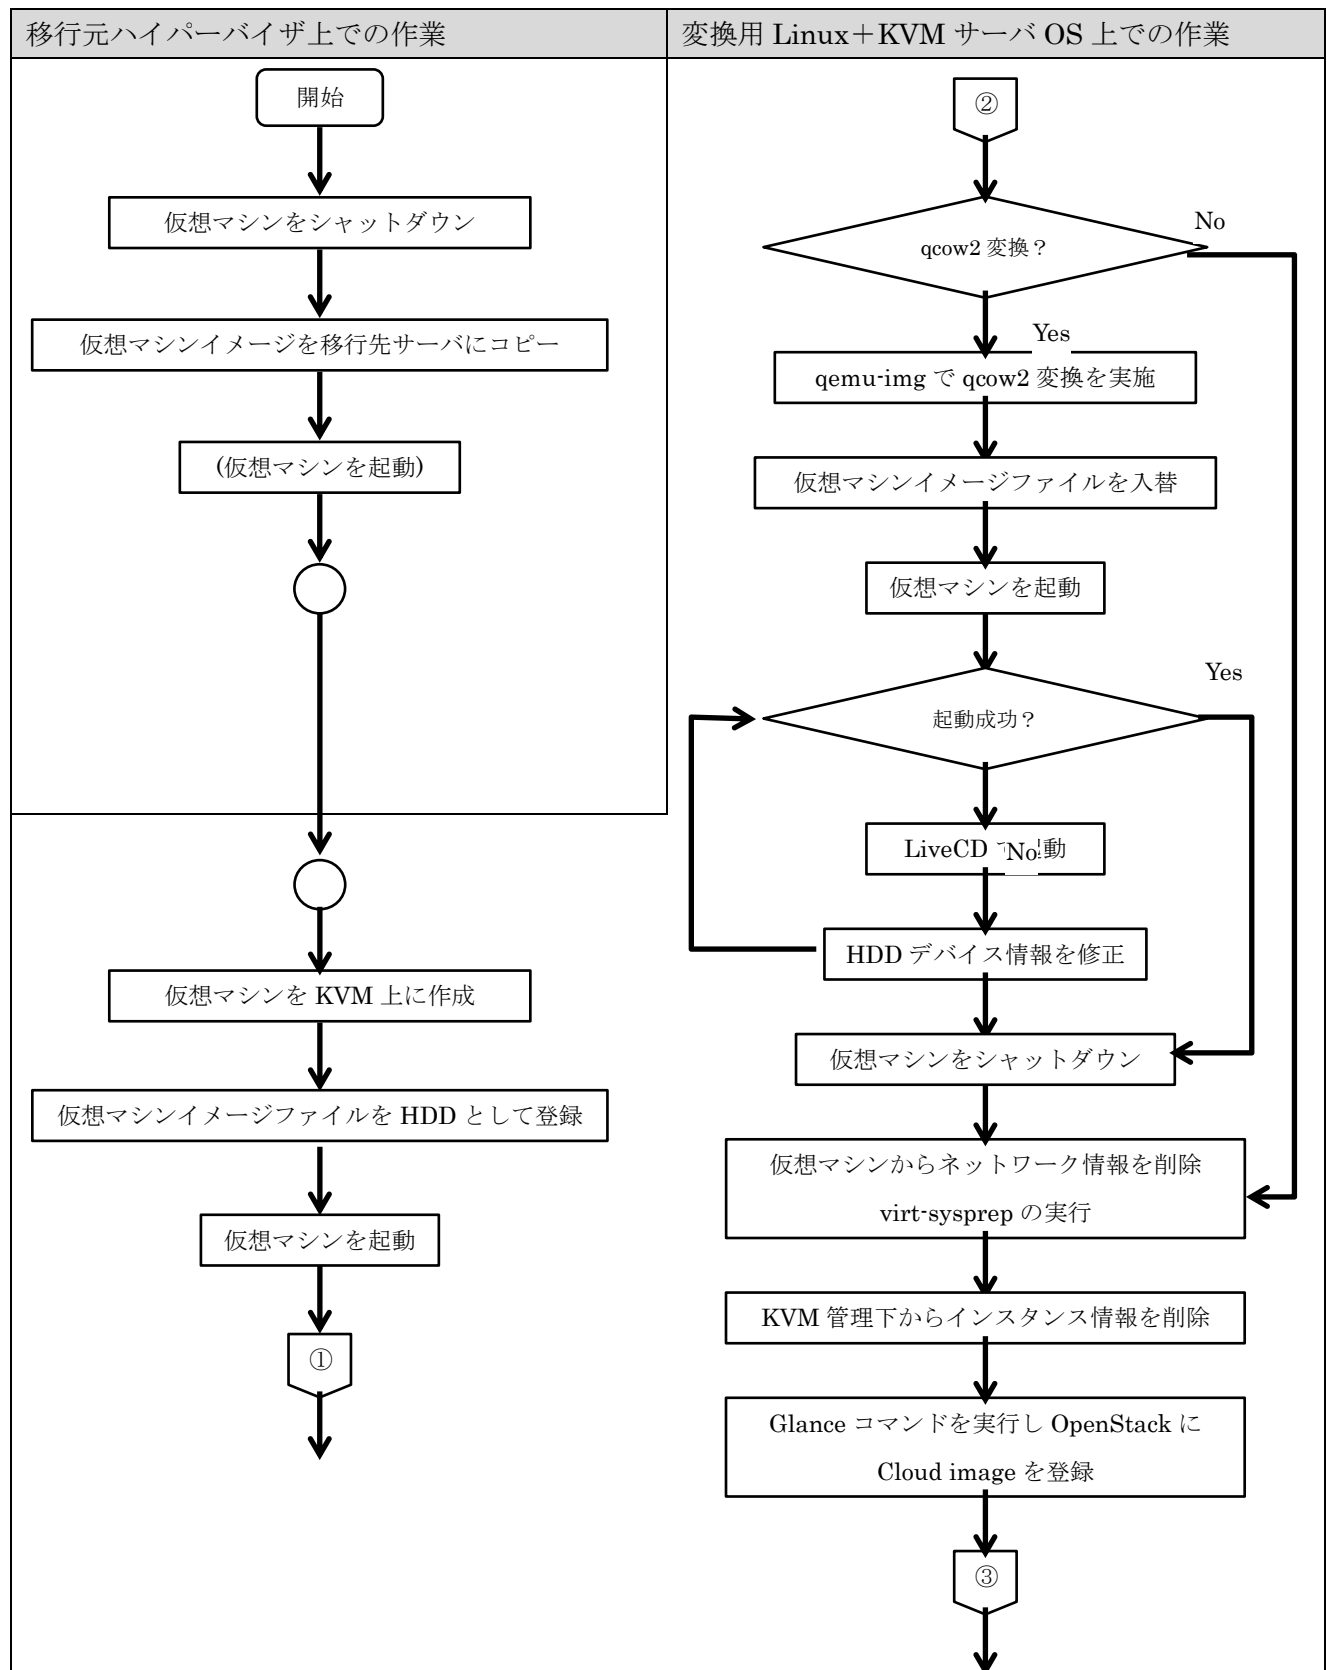 移行元ハイパーバイザ上での作業
開始
仮想マシンをシャットダウン
仮想マシンイメージを移行先サーバにコピー
(仮想マシンを起動)
仮想マシンを KVM 上に作成
仮想マシンイメージファイルを HDD として登録
仮想マシンを起動
①
変換用 Linux＋KVM サーバ OS 上での作業
②
qcow2 変換？
No
Yes
qemu-img で qcow2 変換を実施
仮想マシンイメージファイルを入替
仮想マシンを起動
起動成功？
Yes
LiveCD 動
No
HDD デバイス情報を修正
仮想マシンをシャットダウン
仮想マシンからネットワーク情報を削除
virt-sysprep の実行
KVM 管理下からインスタンス情報を削除
Glance コマンドを実行し OpenStack に
Cloud image を登録
③